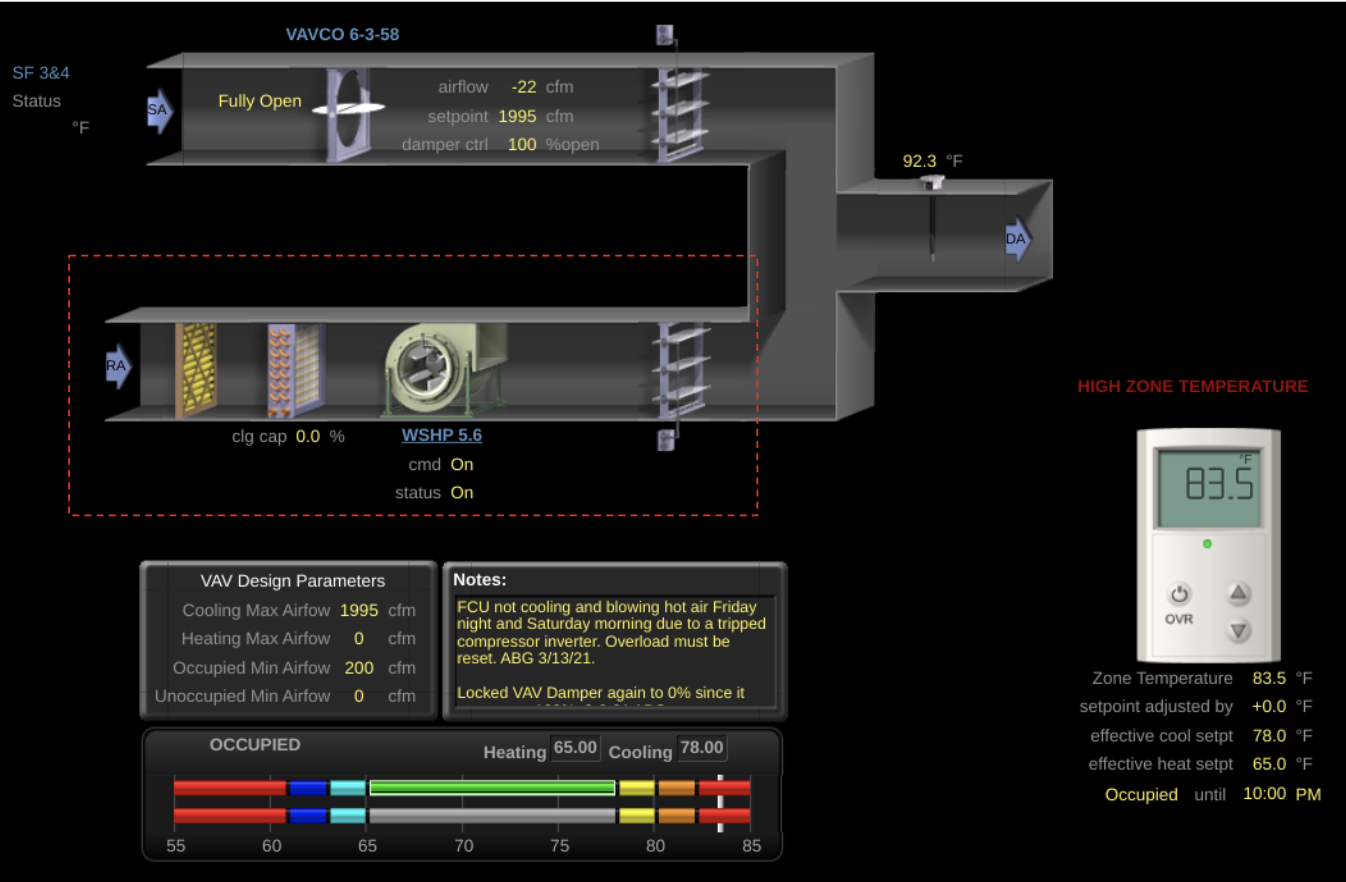 VAVCO 6-3-58
SF 3&4
Status
°F
SA
Fully Open
airflow -22 cfm
setpoint 1995 cfm
damper ctrl 100 %open
92.3 °F
DA
RA
clg cap 0.0 %
WSHP 5.6
cmd On
status On
HIGH ZONE TEMPERATURE
°F
83.5
OVR
Zone Temperature 83.5 °F
setpoint adjusted by +0.0 °F
effective cool setpt 78.0 °F
effective heat setpt 65.0 °F
Occupied until 10:00 PM
VAV Design Parameters
Cooling Max Airfow 1995 cfm
Heating Max Airfow 0 cfm
Occupied Min Airfow 200 cfm
Unoccupied Min Airfow 0 cfm
Notes:
FCU not cooling and blowing hot air Friday
night and Saturday morning due to a tripped
compressor inverter. Overload must be
reset. ABG 3/13/21.
Locked VAV Damper again to 0% since it
OCCUPIED
Heating 65.00 Cooling 78.00
55 60 65 70 75 80 85